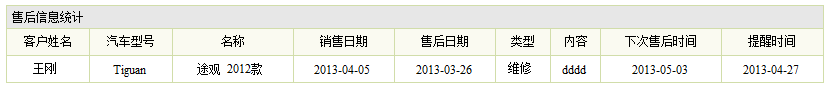 售后信息统计
客户姓名 汽车型号 名称 销售日期 售后日期 类型 内容 下次售后时间 提醒时间
王刚 Tiguan 途观 2012款 2013-04-05 2013-03-26 维修 dddd 2013-05-03 2013-04-27